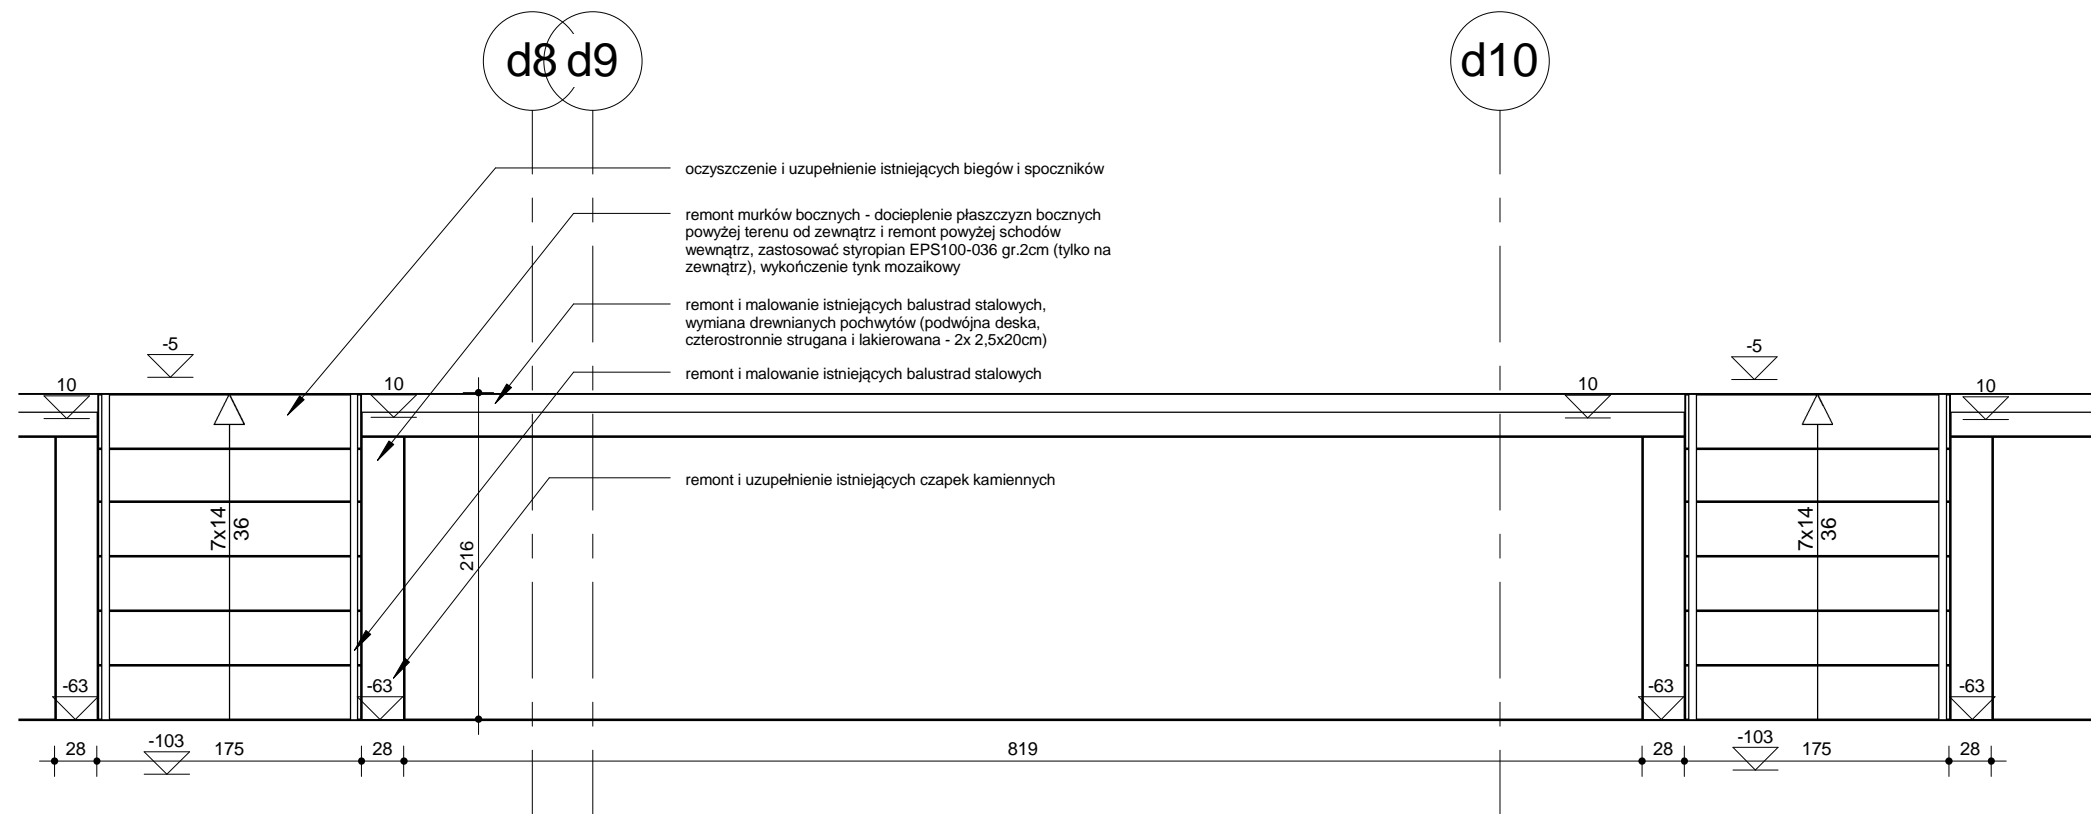 d8 d9 d10
oczyszczenie i uzupełnienie istniejących biegów i spoczników
remont murków bocznych - docieplenie płaszczyzn bocznych
powyżej terenu od zewnątrz i remont powyżej schodów
wewnątrz, zastosować styropian EPS100-036 gr.2cm (tylko na
zewnątrz), wykończenie tynk mozaikowy
remont i malowanie istniejących balustrad stalowych,
wymiana drewnianych pochwytów (podwójna deska,
czterostronnie strugana i lakierowana - 2x 2,5x20cm)
remont i malowanie istniejących balustrad stalowych
remont i uzupełnienie istniejących czapek kamiennych
-5 -5
10 10 10 10
7x14 7x14
36 36
216
-63 -63 -63 -63
-103 -103
28 175 28 819 28 175 28